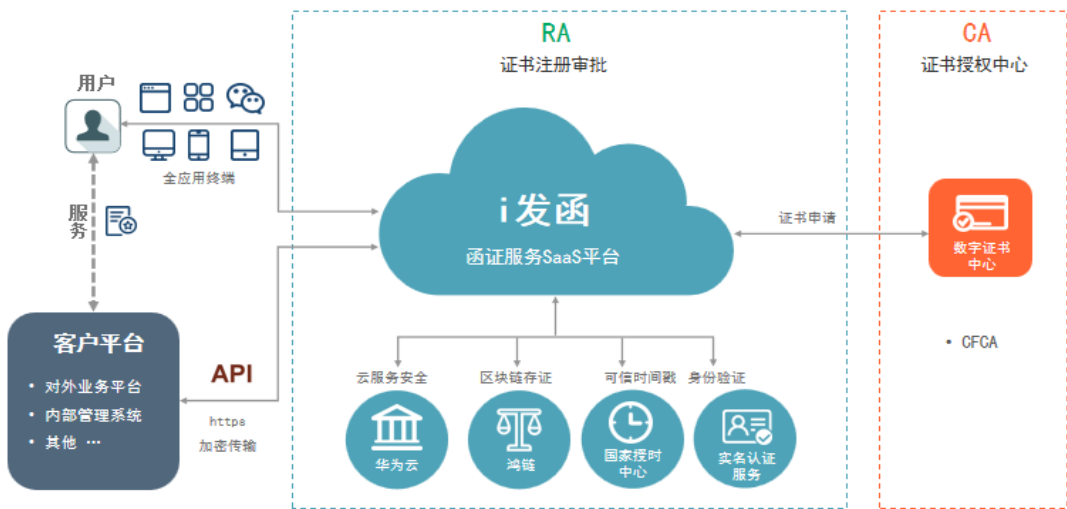 用户
全应用终端
服务
客户平台
• 对外业务平台
• 内部管理系统
• 其他 …
API
https
加密传输
RA
证书注册审批
i发函
函证服务SaaS平台
云服务安全
区块链存证
可信时间戳
身份验证
华为云
鸿链
国家授时
中心
实名认证
服务
证书申请
CA
证书授权中心
数字证书
中心
• CFCA